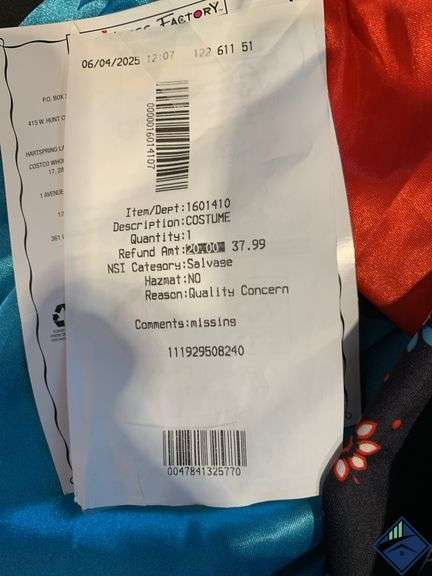 FACTORY
06/04/2025 12:07 122 611 51
P.O. BOX
415 W. HUNT
HARTSPRING
COSTCO
17, 28
1 AVENUE
361
0000016014107
Item/Dept:1601410
Description:COSTUME
Quantity:1
Refund Amt:20.00 37.99
NSI Category:Salvage
Hazmat:NO
Reason:Quality Concern
Comments:missing
111929508240
0047841325770